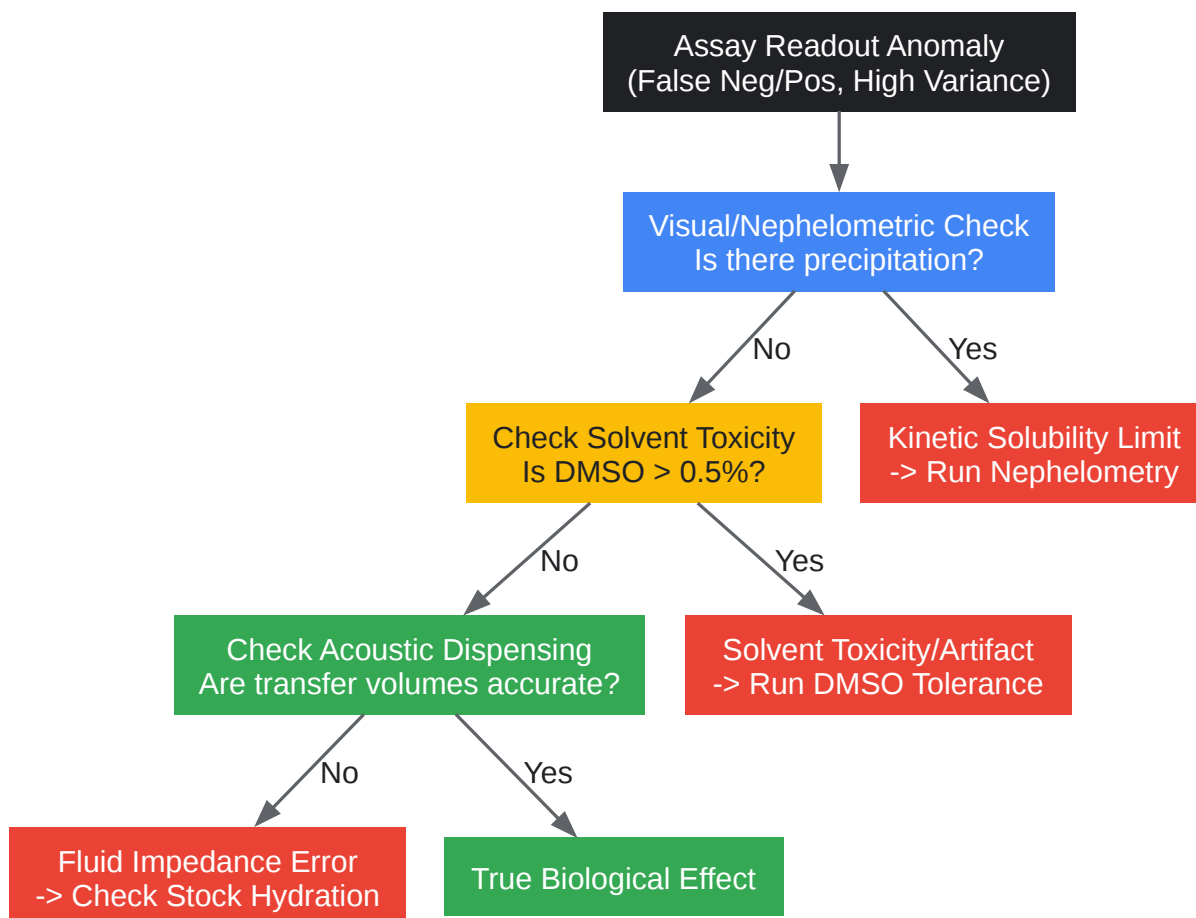 Assay Readout Anomaly
(False Neg/Pos, High Variance)
Visual/Nephelometric Check
Is there precipitation?
No
Yes
Check Solvent Toxicity
Is DMSO > 0.5%?
Kinetic Solubility Limit
-> Run Nephelometry
No
Yes
Check Acoustic Dispensing
Are transfer volumes accurate?
Solvent Toxicity/Artifact
-> Run DMSO Tolerance
No
Yes
Fluid Impedance Error
-> Check Stock Hydration
True Biological Effect